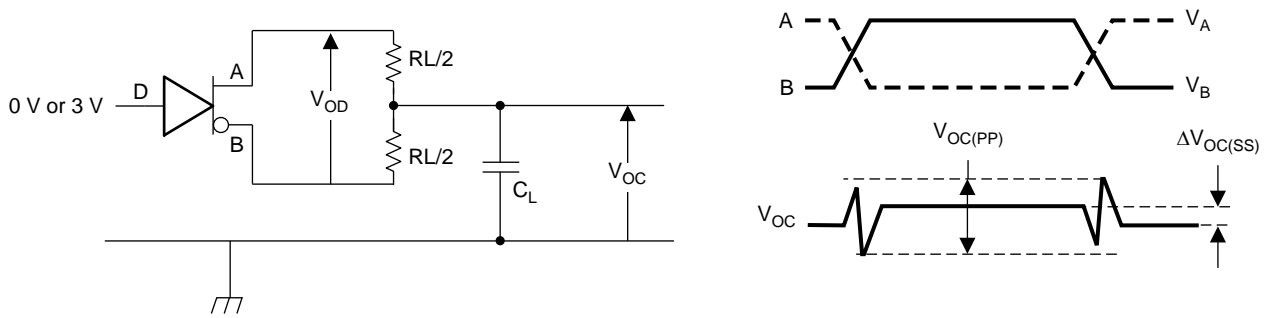 0 V or 3 V
D
A
B
V_OD
RL/2
RL/2
C_L
V_OC
A
B
V_A
V_B
V_OC(PP)
ΔV_OC(SS)
V_OC